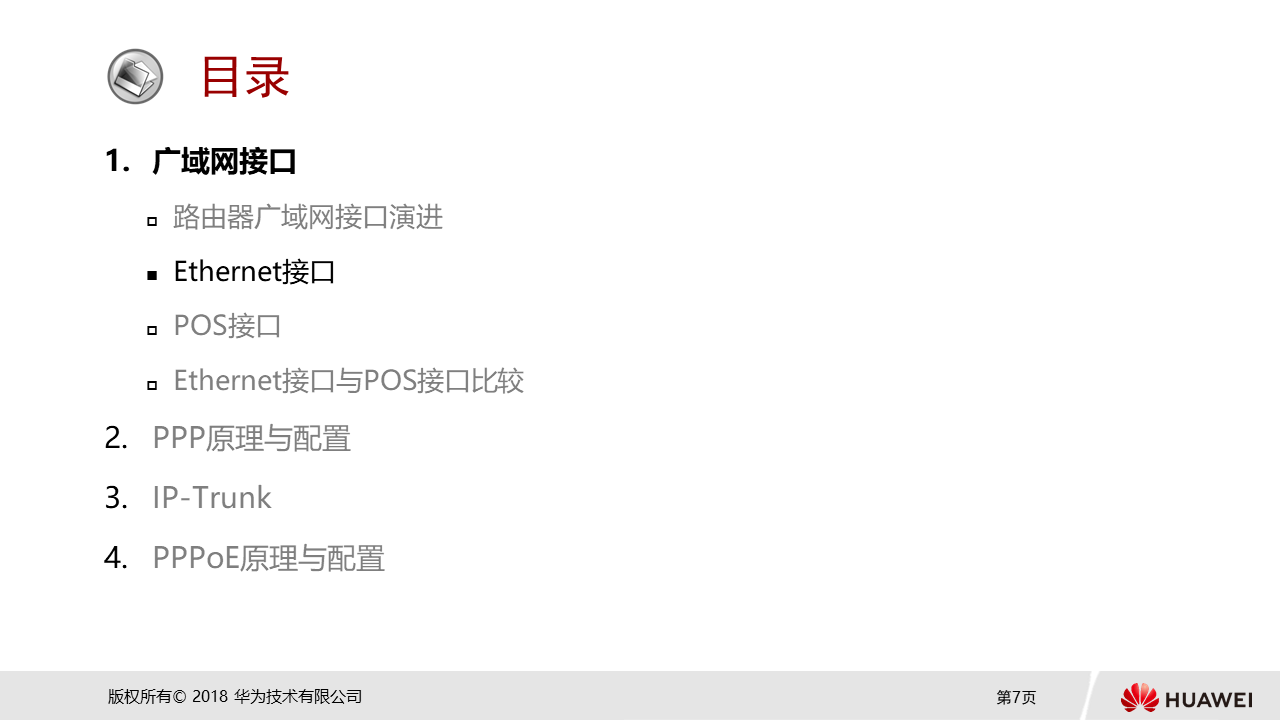 目录
1. 广域网接口
路由器广域网接口演进
Ethernet接口
POS接口
Ethernet接口与POS接口比较
2. PPP原理与配置
3. IP-Trunk
4. PPPoE原理与配置
版权所有© 2018 华为技术有限公司
第7页
HUAWEI